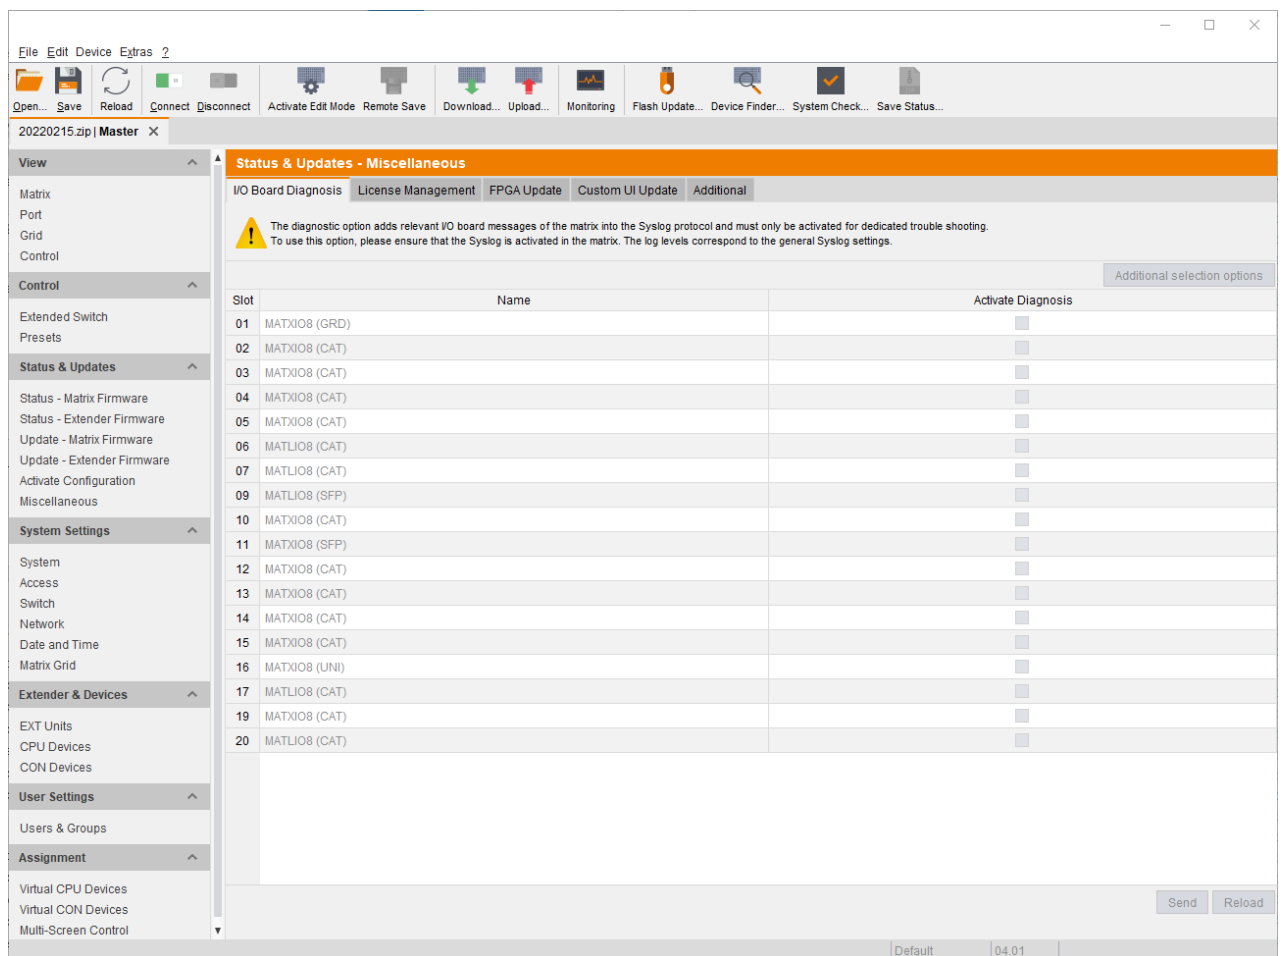 File Edit Device Extras ?
Open... Save Reload Connect Disconnect Activate Edit Mode Remote Save Download... Upload... Monitoring Flash Update... Device Finder... System Check... Save Status...
20220215.zip | Master
View
Matrix
Port
Grid
Control
Control
Extended Switch
Presets
Status & Updates
Status - Matrix Firmware
Status - Extender Firmware
Update - Matrix Firmware
Update - Extender Firmware
Activate Configuration
Miscellaneous
System Settings
System
Access
Switch
Network
Date and Time
Matrix Grid
Extender & Devices
EXT Units
CPU Devices
CON Devices
User Settings
Users & Groups
Assignment
Virtual CPU Devices
Virtual CON Devices
Multi-Screen Control
Status & Updates - Miscellaneous
I/O Board Diagnosis License Management FPGA Update Custom UI Update Additional
The diagnostic option adds relevant I/O board messages of the matrix into the Syslog protocol and must only be activated for dedicated trouble shooting.
To use this option, please ensure that the Syslog is activated in the matrix. The log levels correspond to the general Syslog settings.
Additional selection options
Slot Name Activate Diagnosis
01 MATXIO8 (GRD)
02 MATXIO8 (CAT)
03 MATXIO8 (CAT)
04 MATXIO8 (CAT)
05 MATXIO8 (CAT)
06 MATLIO8 (CAT)
07 MATLIO8 (CAT)
09 MATLIO8 (SFP)
10 MATXIO8 (CAT)
11 MATXIO8 (SFP)
12 MATXIO8 (CAT)
13 MATXIO8 (CAT)
14 MATXIO8 (CAT)
15 MATXIO8 (CAT)
16 MATXIO8 (UNI)
17 MATLIO8 (CAT)
19 MATXIO8 (CAT)
20 MATLIO8 (CAT)
Send Reload
Default 04.01